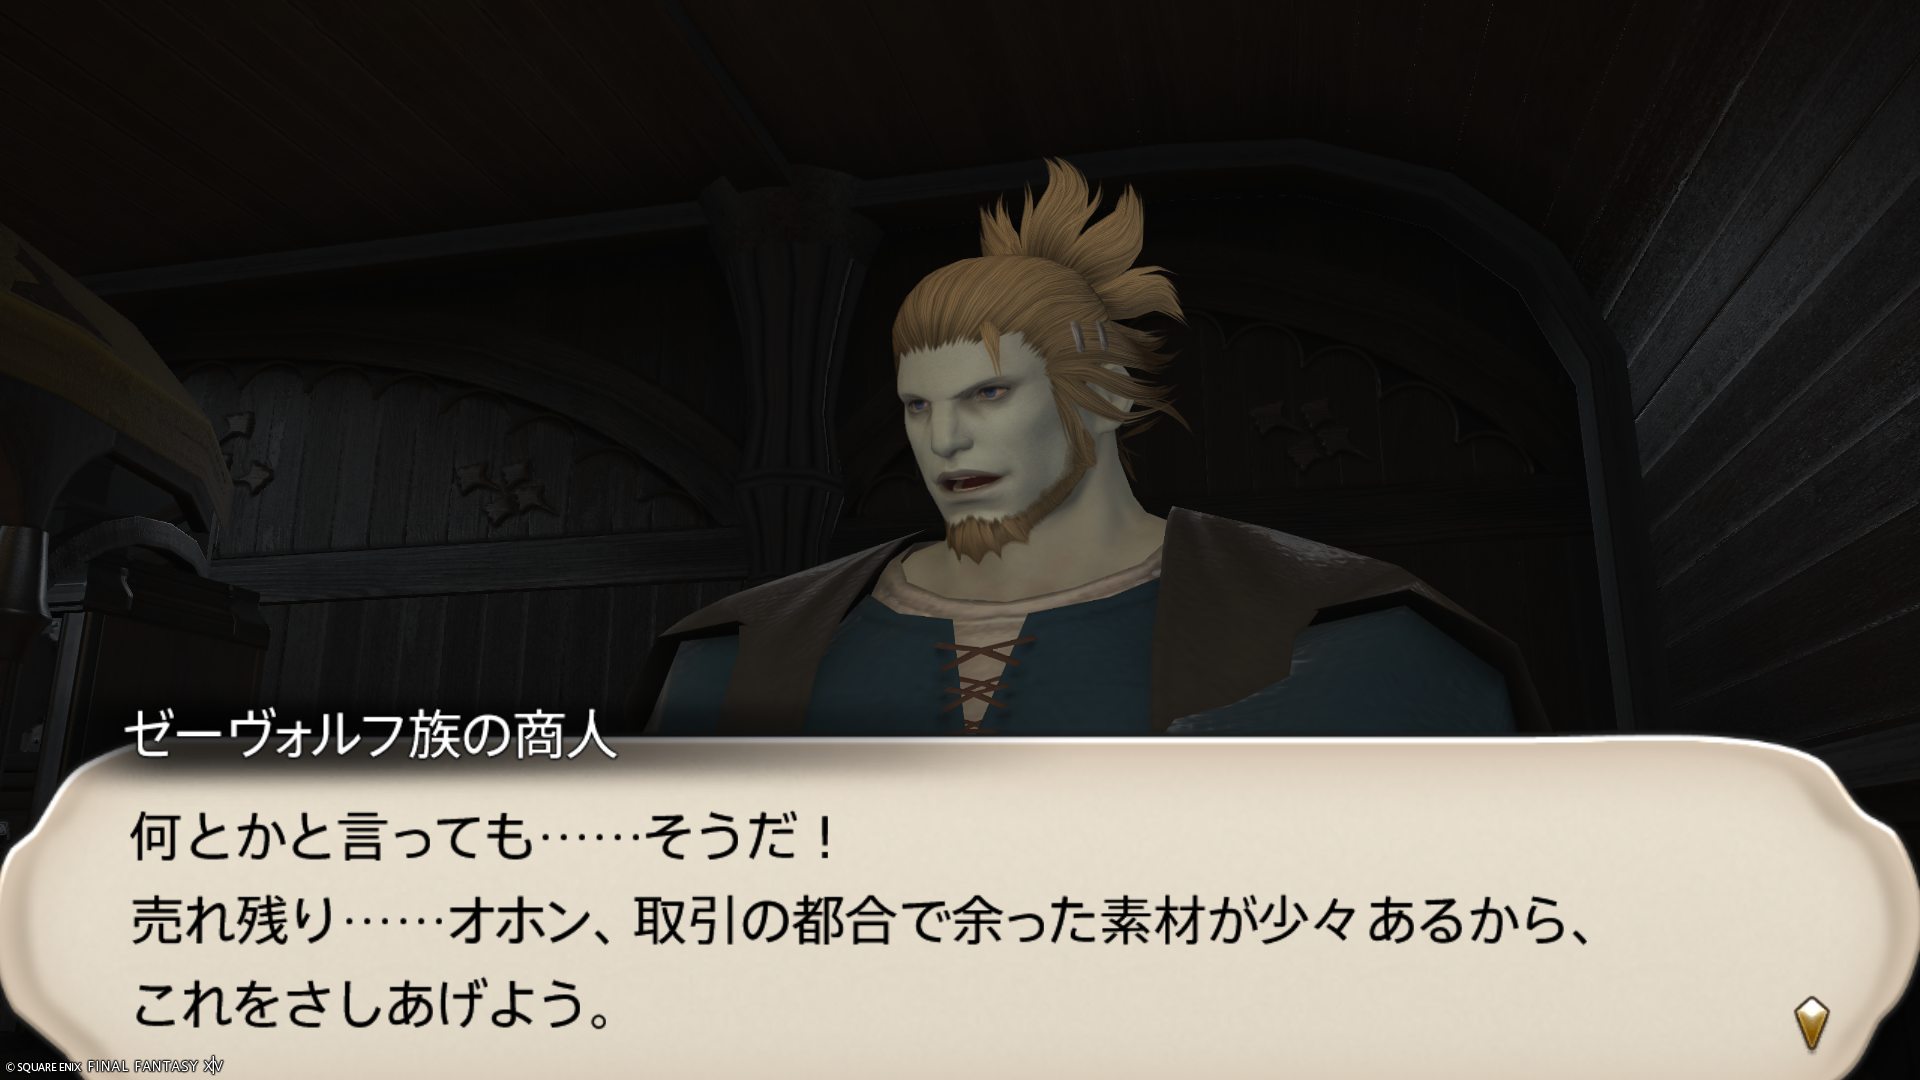 ゼーヴォルフ族の商人
何とかと言っても……そうだ！
売れ残り……オホン、取引の都合で余った素材が少々あるから、
これをさしあげよう。
© SQUARE ENIX FINAL FANTASY XIV